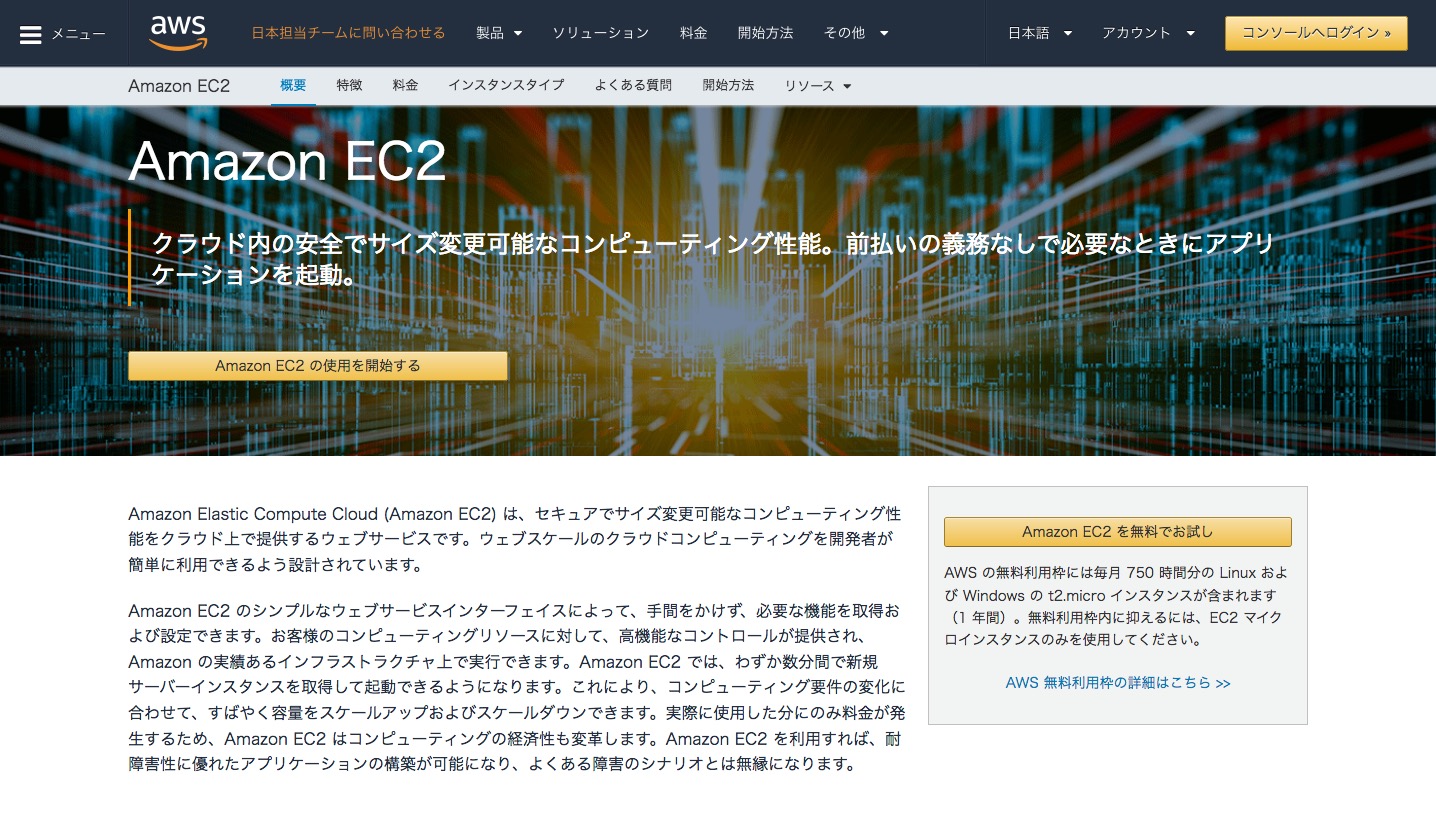 メニュー
aws
日本担当チームに問い合わせる
製品
ソリューション
料金
開始方法
その他
日本語
アカウント
コンソールへログイン »
Amazon EC2
概要
特徴
料金
インスタンスタイプ
よくある質問
開始方法
リソース
Amazon EC2
クラウド内の安全でサイズ変更可能なコンピューティング性能。前払いの義務なしで必要なときにアプリ
ケーションを起動。
Amazon EC2 の使用を開始する
Amazon Elastic Compute Cloud (Amazon EC2) は、セキュアでサイズ変更可能なコンピューティング性
能をクラウド上で提供するウェブサービスです。ウェブスケールのクラウドコンピューティングを開発者が
簡単に利用できるよう設計されています。
Amazon EC2 のシンプルなウェブサービスインターフェイスによって、手間をかけず、必要な機能を取得お
よび設定できます。お客様のコンピューティングリソースに対して、高機能なコントロールが提供され、
Amazon の実績あるインフラストラクチャ上で実行できます。Amazon EC2 では、わずか数分間で新規
サーバーインスタンスを取得して起動できるようになります。これにより、コンピューティング要件の変化に
合わせて、すばやく容量をスケールアップおよびスケールダウンできます。実際に使用した分にのみ料金が発
生するため、Amazon EC2 はコンピューティングの経済性も変革します。Amazon EC2 を利用すれば、耐
障害性に優れたアプリケーションの構築が可能になり、よくある障害のシナリオとは無縁になります。
Amazon EC2 を無料でお試し
AWS の無料利用枠には毎月 750 時間分の Linux およ
び Windows の t2.micro インスタンスが含まれます
（1 年間）。無料利用枠内に抑えるには、EC2 マイク
ロインスタンスのみを使用してください。
AWS 無料利用枠の詳細はこちら >>